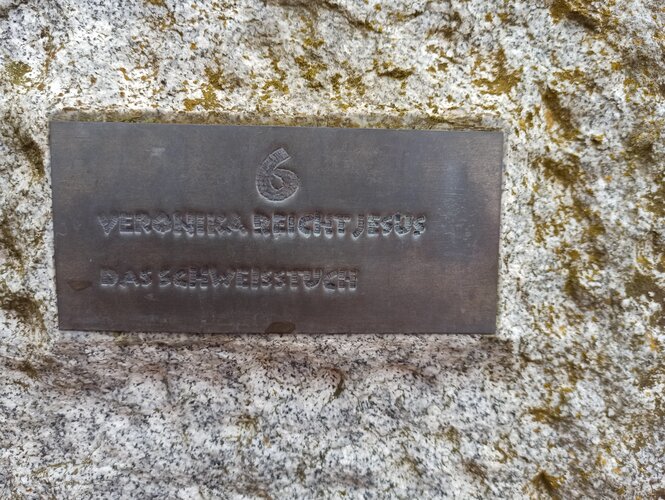 6
VERONIKA REICHT JESUS
DAS SCHWEISSTUCH